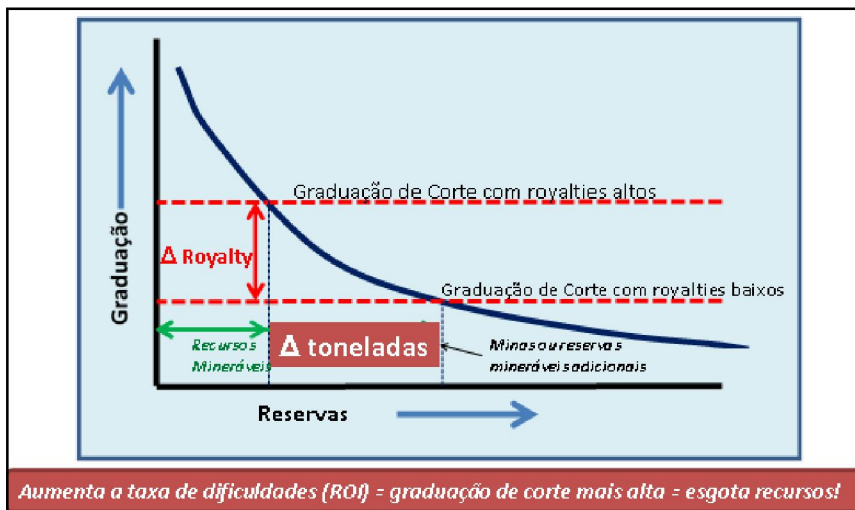 Graduação de Corte com royalties altos
Δ Royalty
Graduação
Graduação de Corte com royalties baixos
Recursos
Mineráveis
Δ toneladas
Minas ou reservas
mineráveis adicionais
Reservas
Aumenta a taxa de dificuldades (ROI) = graduação de corte mais alta = esgota recursos!